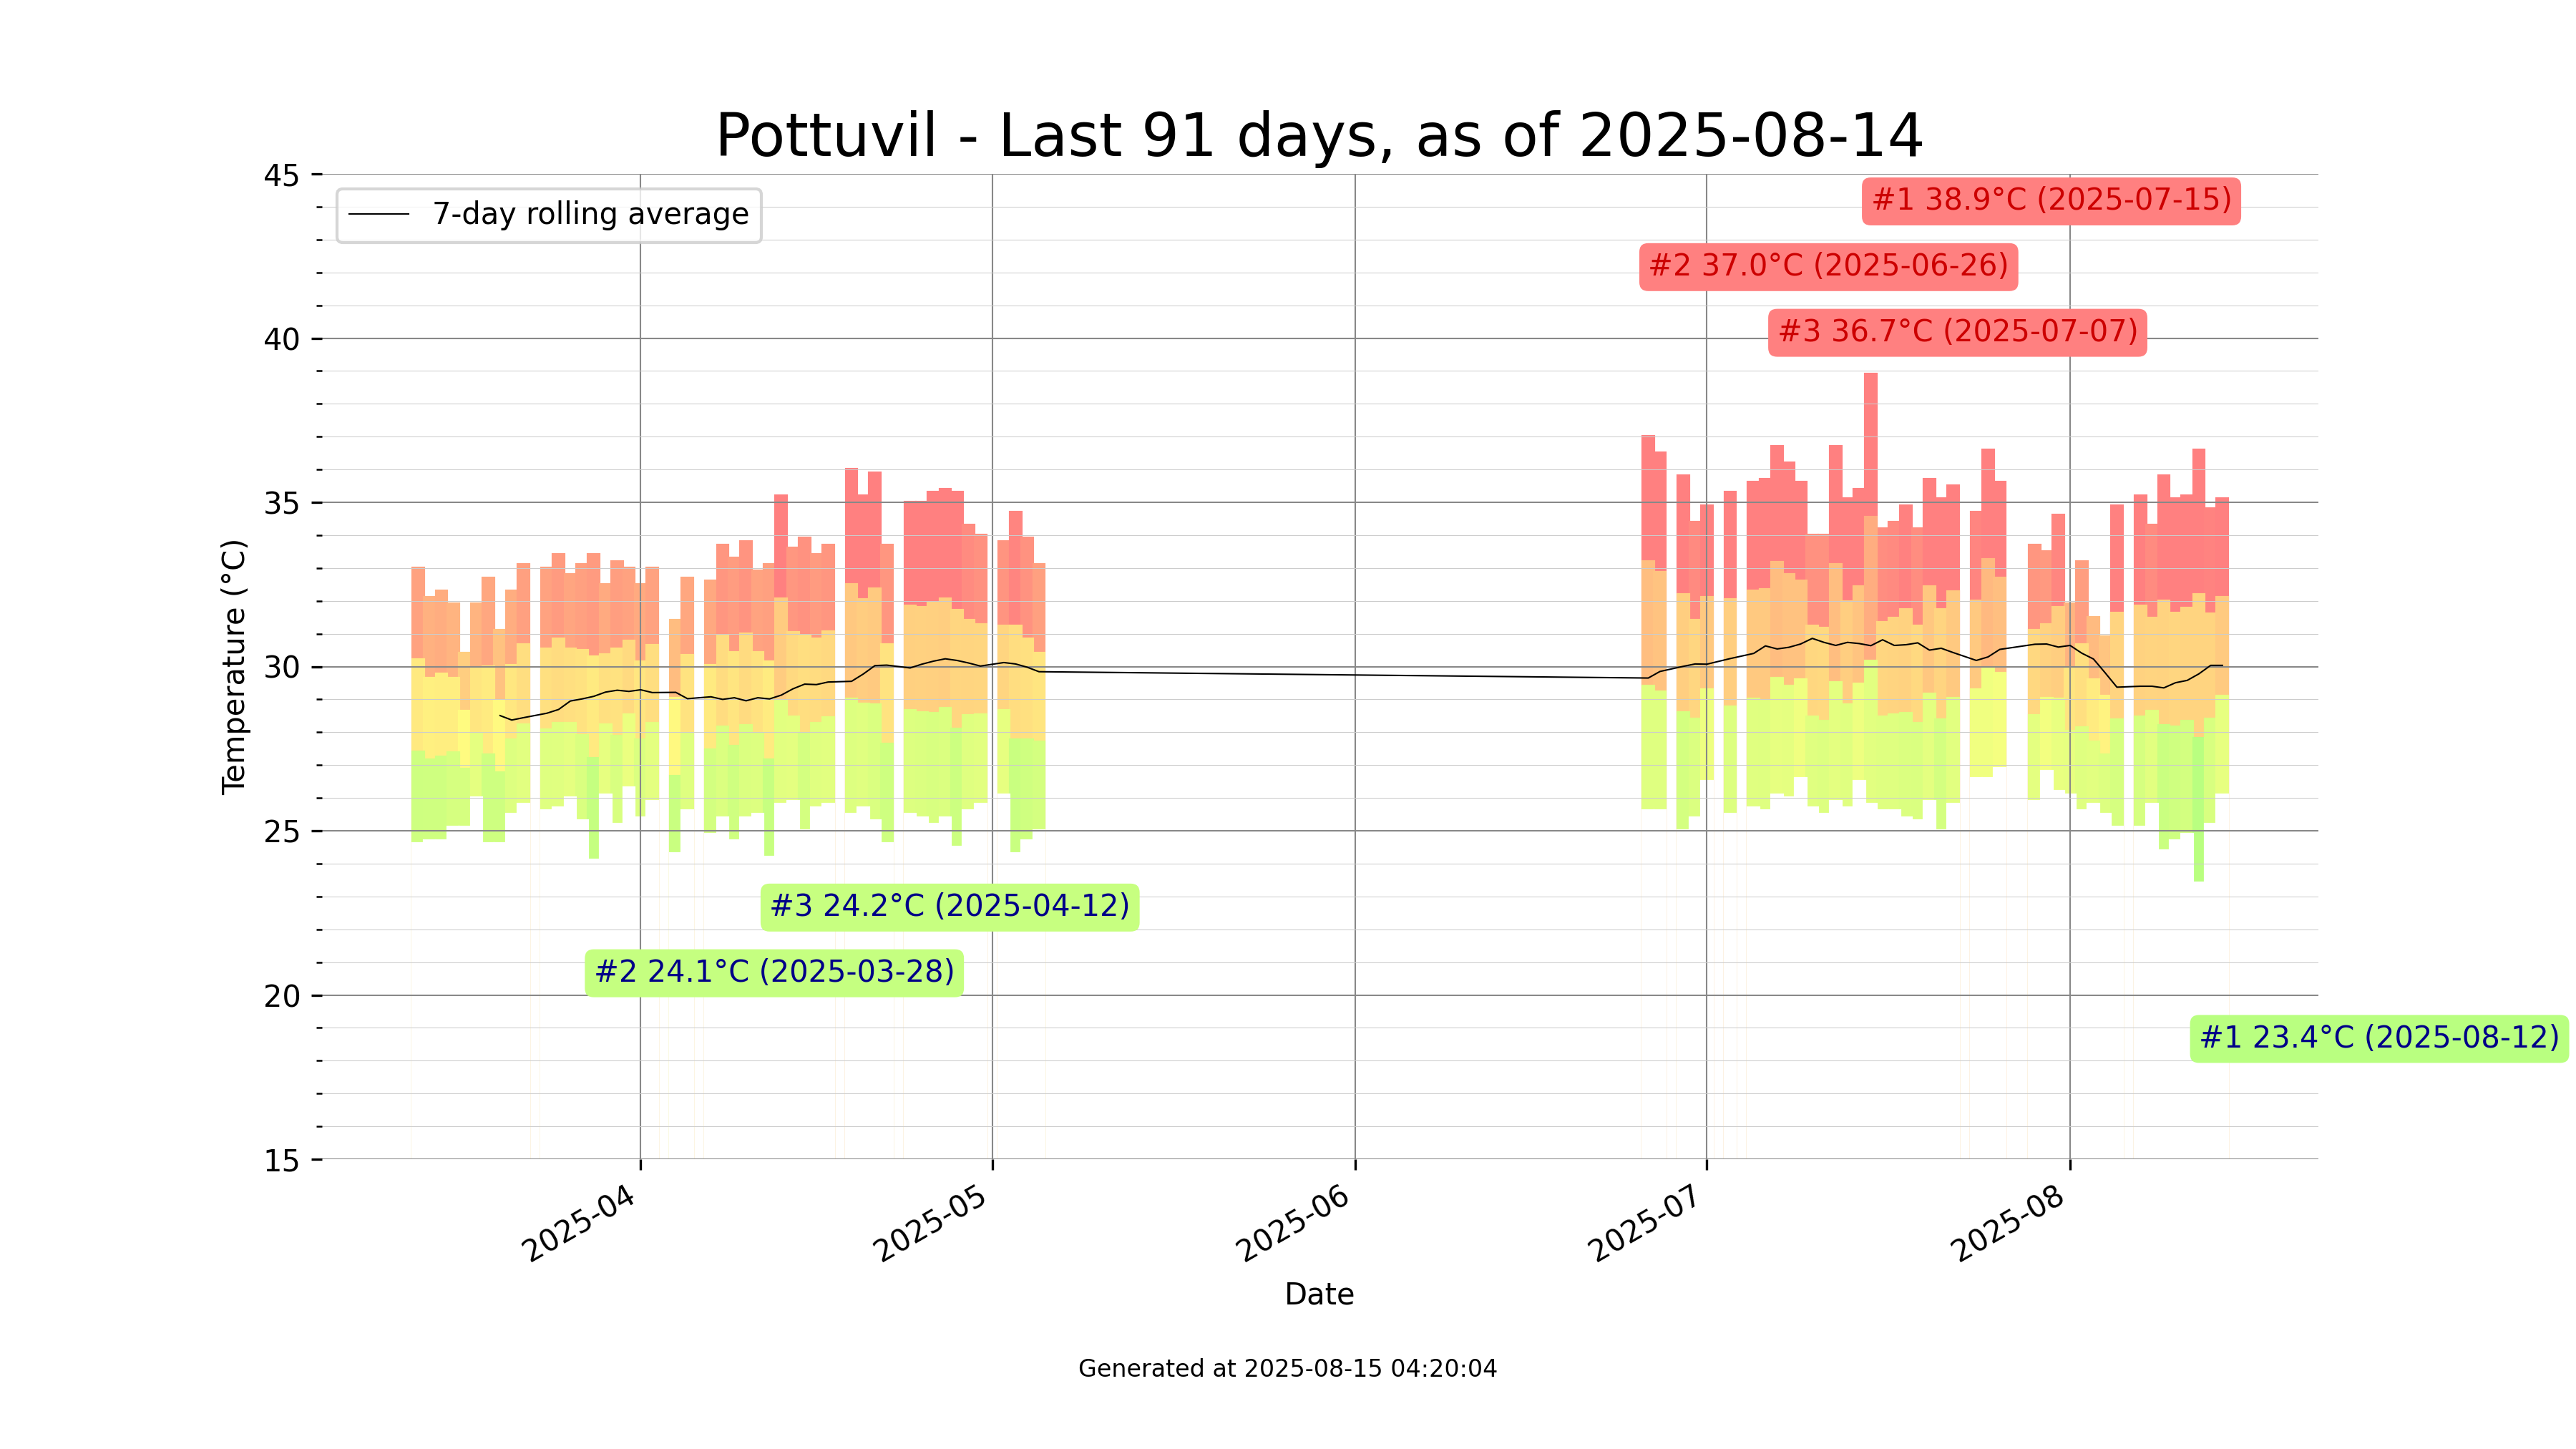 Pottuvil - Last 91 days, as of 2025-08-14
7-day rolling average
#1 38.9°C (2025-07-15)
#2 37.0°C (2025-06-26)
#3 36.7°C (2025-07-07)
45
40
35
30
25
20
15
Temperature (°C)
#3 24.2°C (2025-04-12)
#2 24.1°C (2025-03-28)
#1 23.4°C (2025-08-12)
2025-04
2025-05
2025-06
2025-07
2025-08
Date
Generated at 2025-08-15 04:20:04